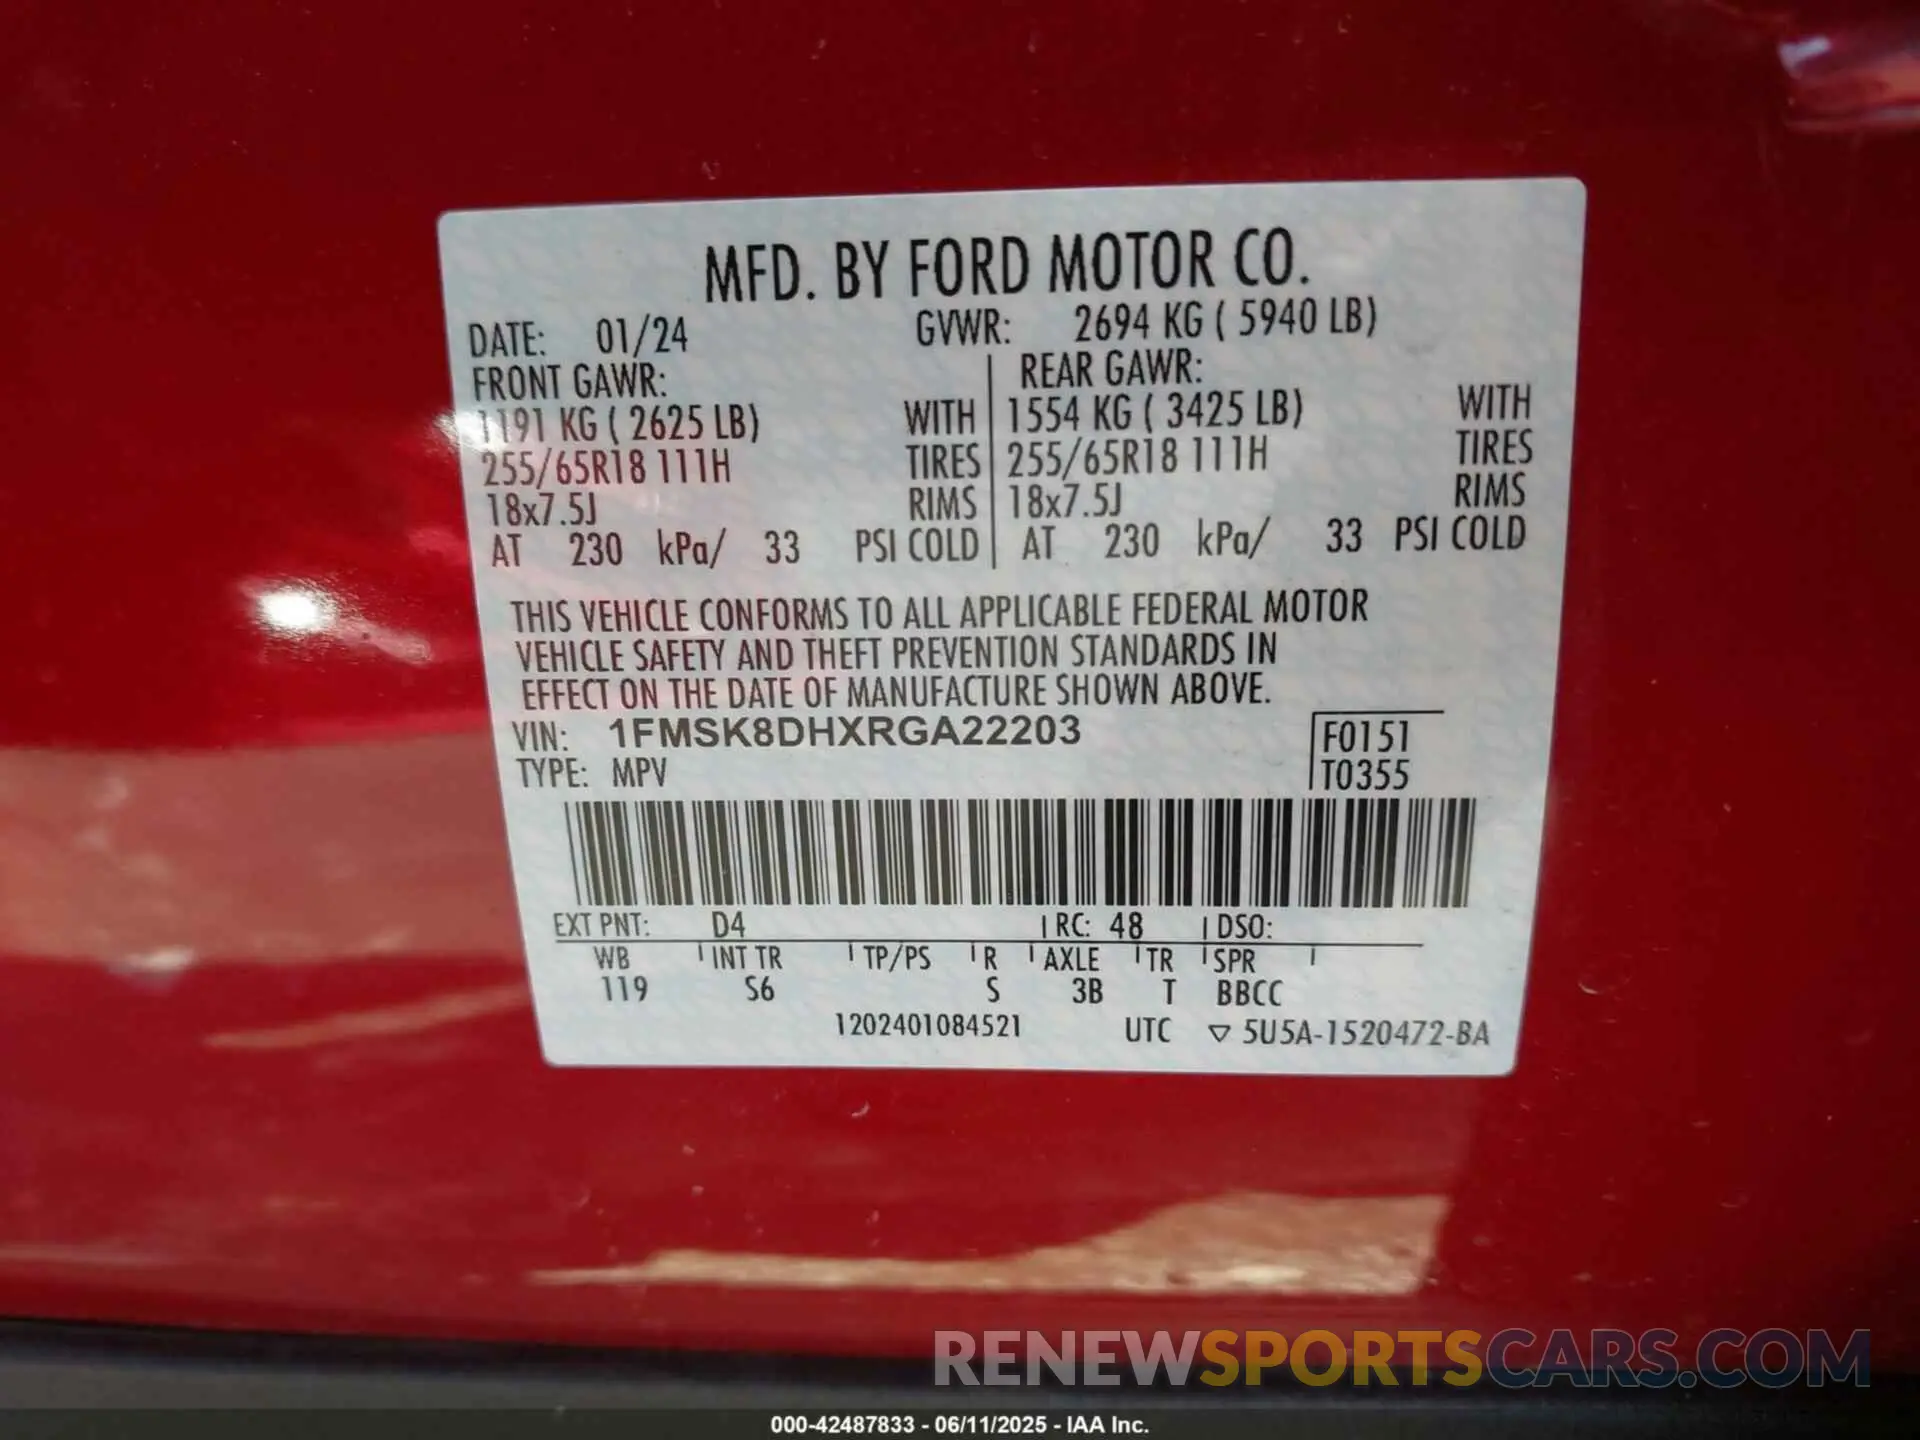 MFD. BY FORD MOTOR CO.
DATE: 01/24 GVWR: 2694 KG ( 5940 LB)
FRONT GAWR: REAR GAWR:
1191 KG ( 2625 LB) WITH 1554 KG ( 3425 LB) WITH
255/65R18 111H TIRES 255/65R18 111H TIRES
18x7.5J RIMS 18x7.5J RIMS
AT 230 kPa/ 33 PSI COLD AT 230 kPa/ 33 PSI COLD
THIS VEHICLE CONFORMS TO ALL APPLICABLE FEDERAL MOTOR
VEHICLE SAFETY AND THEFT PREVENTION STANDARDS IN
EFFECT ON THE DATE OF MANUFACTURE SHOWN ABOVE.
VIN: 1FMSK8DHXRGA22203 F0151
TYPE: MPV T0355
EXT PNT: D4 RC: 48 DSO:
WB INT TR TP/PS R AXLE TR SPR
119 S6 S 3B T BBCC
1202401084521 UTC ▽ 5U5A-1520472-BA
RENEWSPORTSCARS.COM
000-42487833 - 06/11/2025 - IAA Inc.